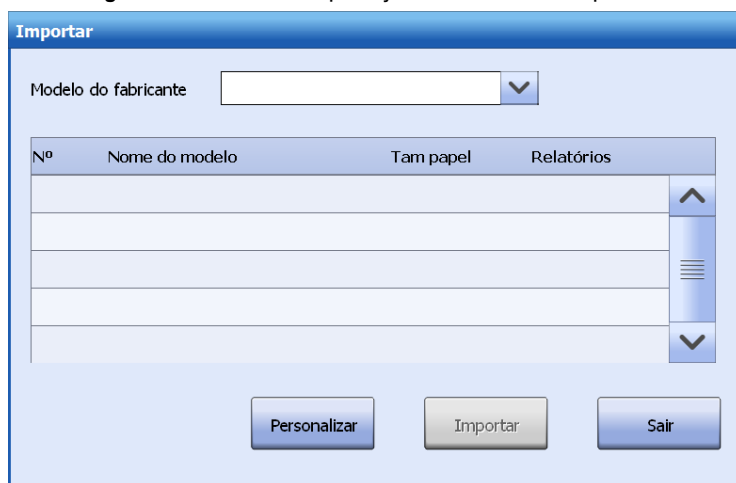 Importar
Modelo do fabricante
Nº Nome do modelo Tam papel Relatórios
Personalizar Importar Sair